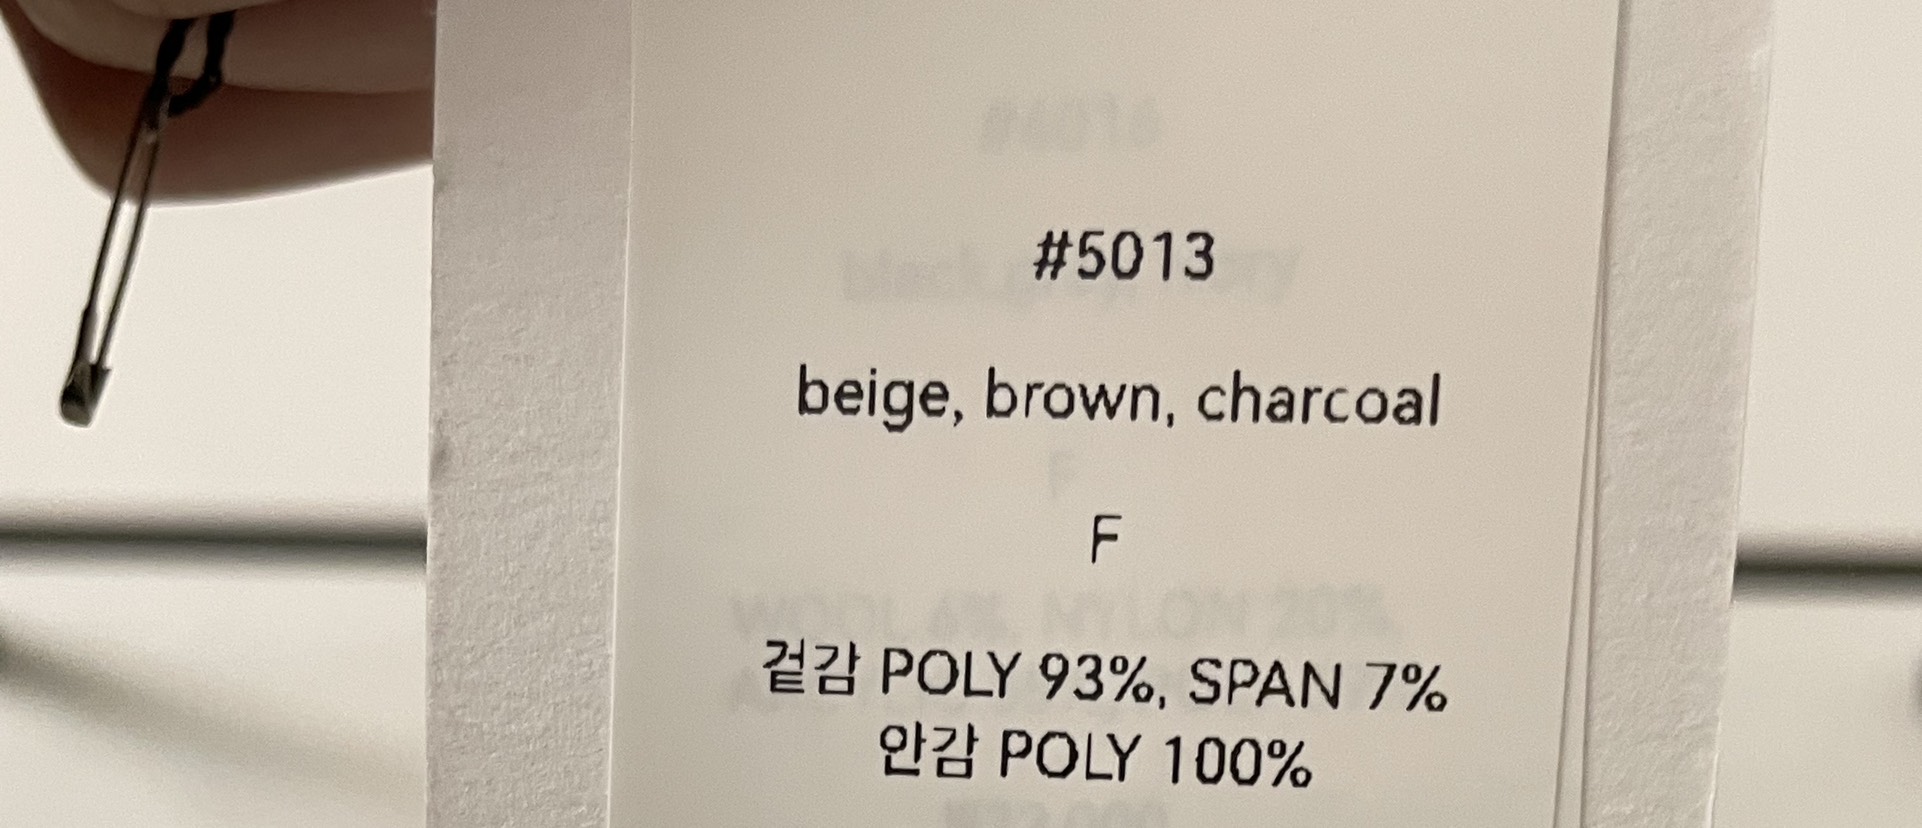 #5013
beige, brown, charcoal
F
겉감 POLY 93%, SPAN 7%
안감 POLY 100%